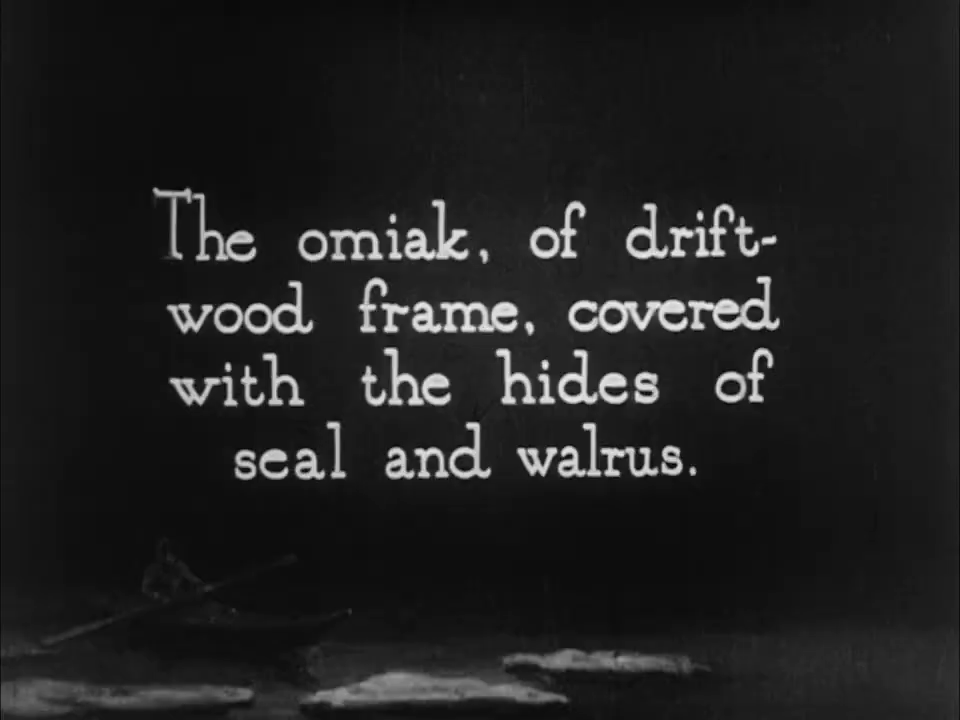 The omiak, of drift-
wood frame, covered
with the hides of
seal and walrus.